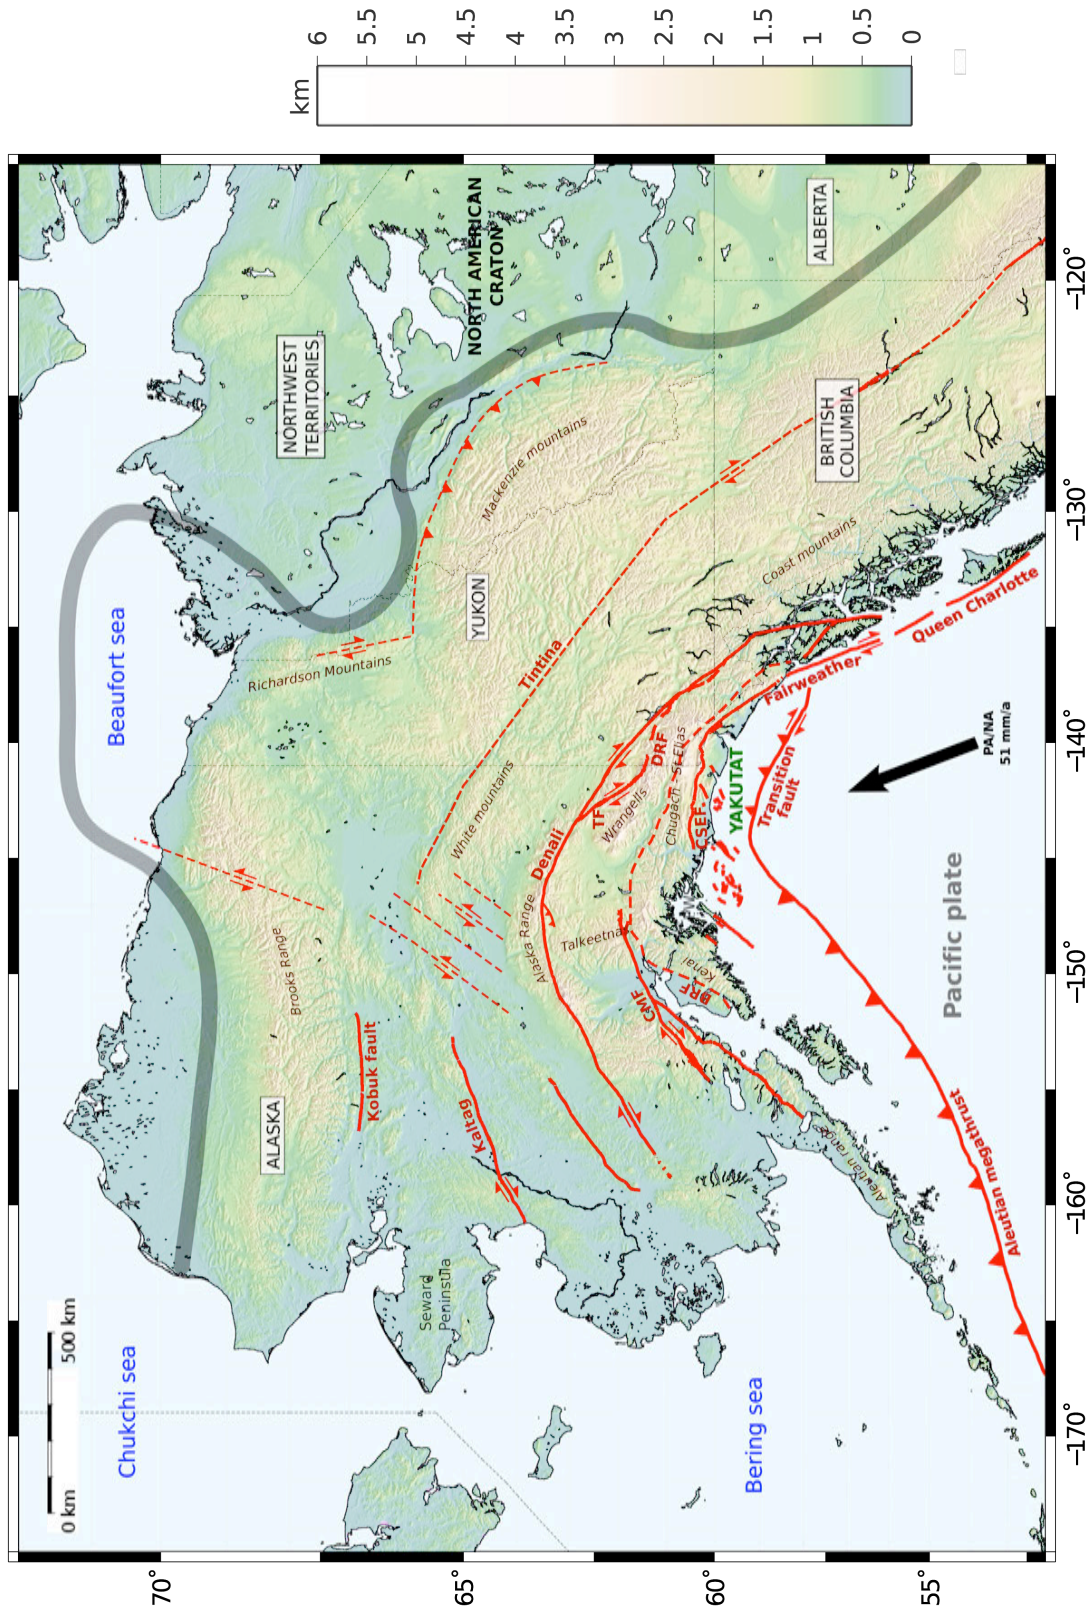 km
6
5.5
5
4.5
4
3.5
3
2.5
2
1.5
1
0.5
0
0 km
500 km
Chukchi sea
Beaufort sea
Bering sea
Pacific plate
NORTHWEST
TERRITORIES
NORTH AMERICAN
CRATON
ALBERTA
BRITISH
COLUMBIA
YUKON
ALASKA
Seward
Peninsula
Richardson Mountains
Mackenzie mountains
Coast mountains
White mountains
Brooks Range
Alaska Range
Talkeetnas
Wrangells
Chugach - St Elias
Kenai
Aleutian range
Tintina
Denali
DRF
TF
CSEF
YAKUTAT
Transition
fault
Fairweather
Queen Charlotte
Kobuk fault
Kaltag
CMF
BRF
Aleutian megathrust
PA/NA
51 mm/a
70°
65°
60°
55°
−170°
−160°
−150°
−140°
−130°
−120°